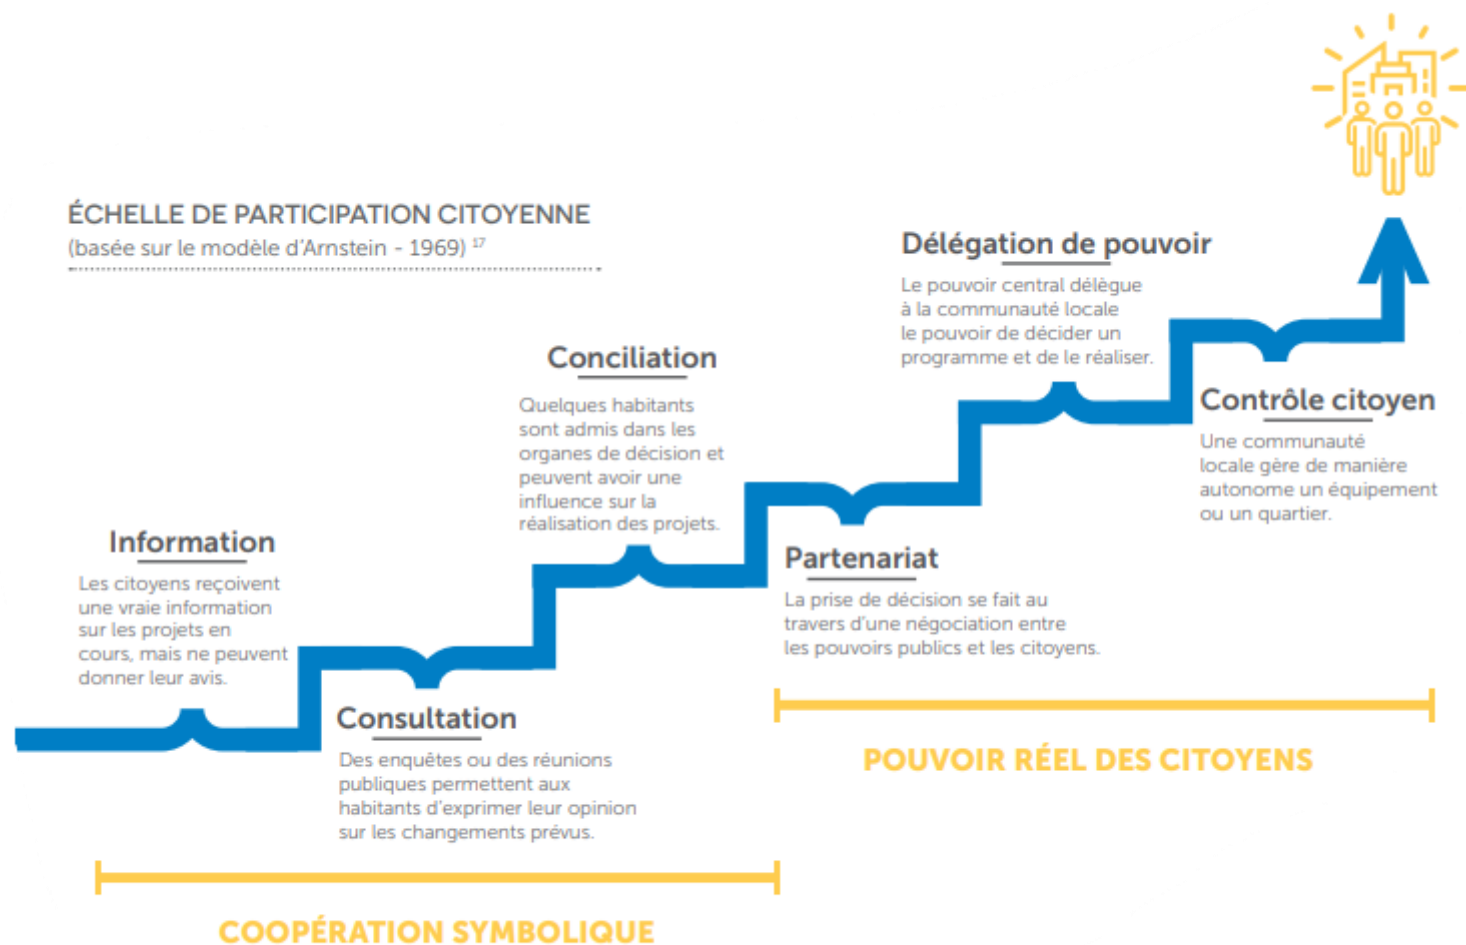 ÉCHELLE DE PARTICIPATION CITOYENNE
(basée sur le modèle d'Arnstein - 1969) 17
Information
Les citoyens reçoivent
une vraie information
sur les projets en
cours, mais ne peuvent
donner leur avis.
Consultation
Des enquêtes ou des réunions
publiques permettent aux
habitants d'exprimer leur opinion
sur les changements prévus.
Conciliation
Quelques habitants
sont admis dans les
organes de décision et
peuvent avoir une
influence sur la
réalisation des projets.
Partenariat
La prise de décision se fait au
travers d'une négociation entre
les pouvoirs publics et les citoyens.
Délégation de pouvoir
Le pouvoir central délègue
à la communauté locale
le pouvoir de décider un
programme et de le réaliser.
Contrôle citoyen
Une communauté
locale gère de manière
autonome un équipement
ou un quartier.
COOPÉRATION SYMBOLIQUE
POUVOIR RÉEL DES CITOYENS